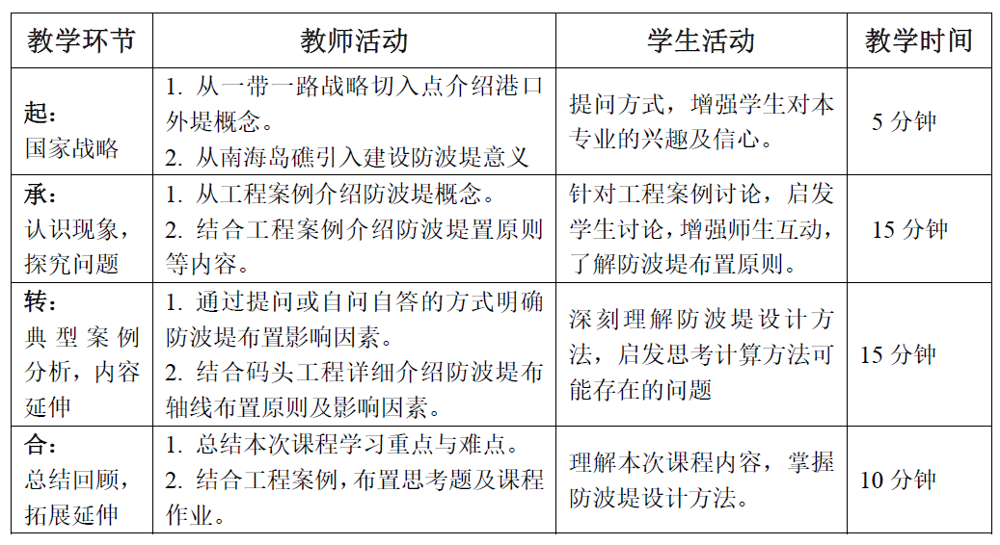 教学环节 教师活动 学生活动 教学时间
起：
国家战略
1. 从一带一路战略切入点介绍港口
外堤概念。
2. 从南海岛礁引入建设防波堤意义
提问方式，增强学生对本
专业的兴趣及信心。
5 分钟
承：
认识现象，
探究问题
1. 从工程案例介绍防波堤概念。
2. 结合工程案例介绍防波堤置原则
等内容。
针对工程案例讨论，启发
学生讨论，增强师生互动，
了解防波堤布置原则。
15 分钟
转：
典型案例
分析，内容
延伸
1. 通过提问或自问自答的方式明确
防波堤布置影响因素。
2. 结合码头工程详细介绍防波堤布
轴线布置原则及影响因素。
深刻理解防波堤设计方
法，启发思考计算方法可
能存在的问题
15 分钟
合：
总结回顾，
拓展延伸
1. 总结本次课程学习重点与难点。
2. 结合工程案例，布置思考题及课程
作业。
理解本次课程内容，掌握
防波堤设计方法。
10 分钟